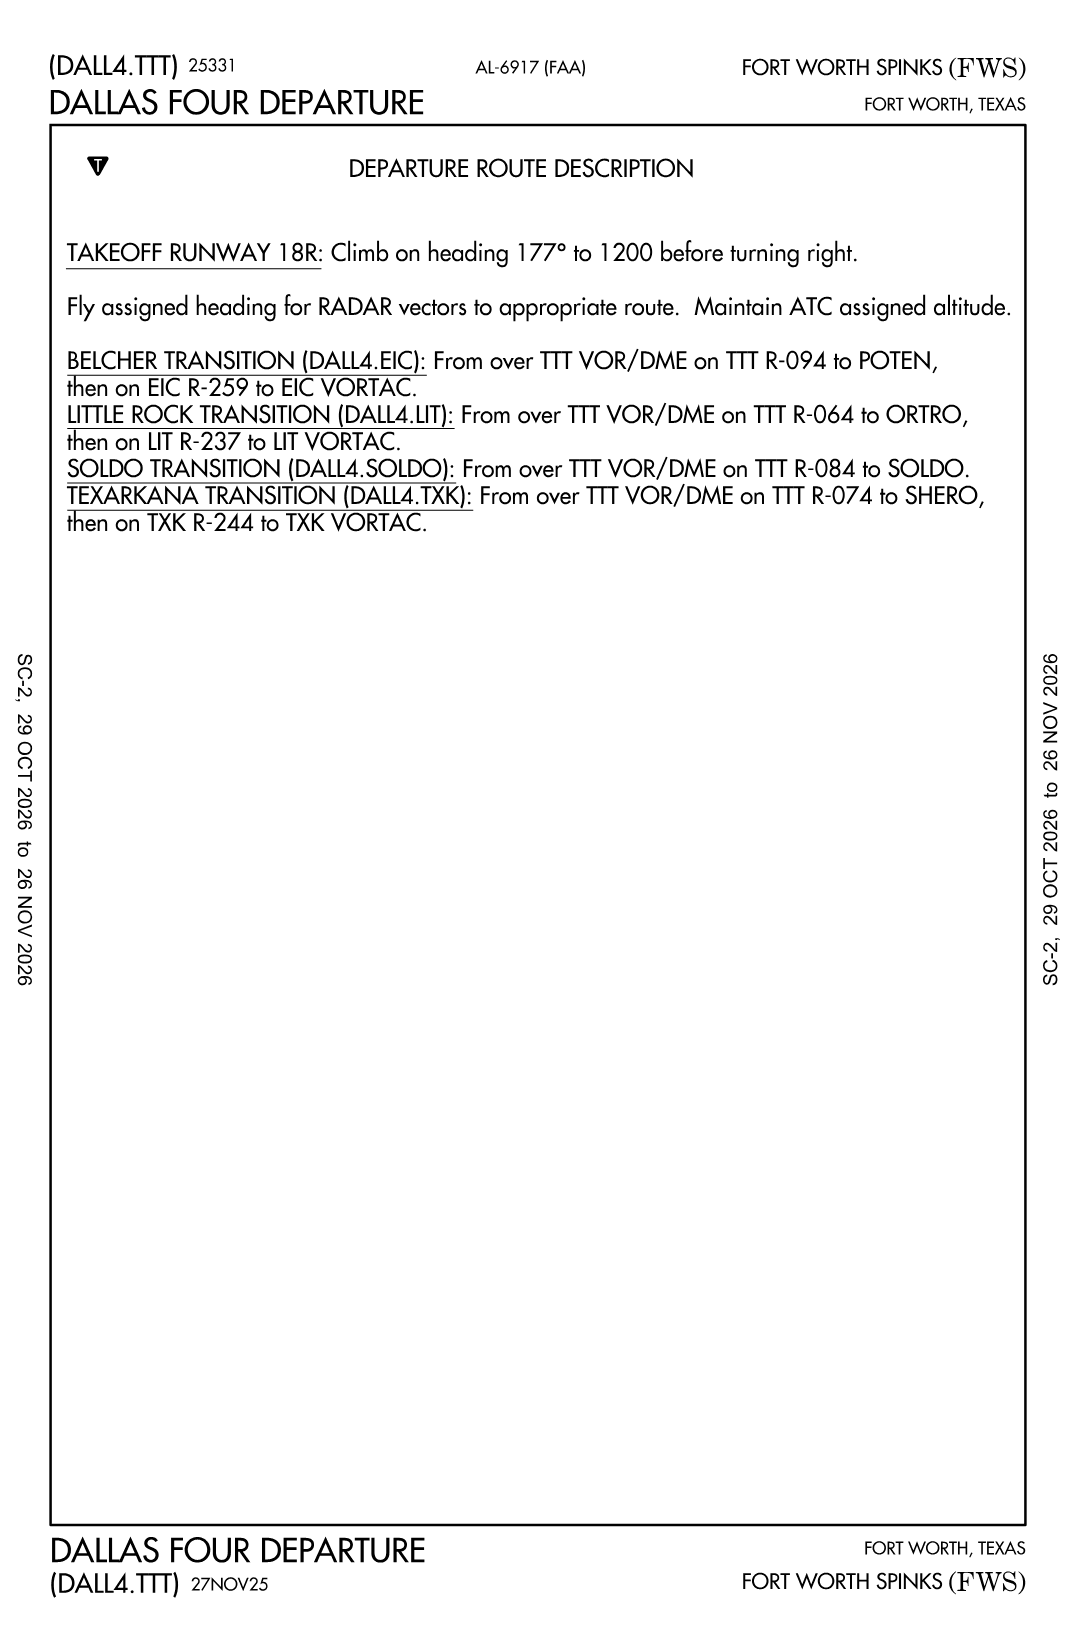 (DALL4.TTT) 25331
AL-6917 (FAA)
FORT WORTH SPINKS (FWS)
DALLAS FOUR DEPARTURE
FORT WORTH, TEXAS
T
DEPARTURE ROUTE DESCRIPTION
TAKEOFF RUNWAY 18R: Climb on heading 177° to 1200 before turning right.
Fly assigned heading for RADAR vectors to appropriate route. Maintain ATC assigned altitude.
BELCHER TRANSITION (DALL4.EIC): From over TTT VOR/DME on TTT R-094 to POTEN,
then on EIC R-259 to EIC VORTAC.
LITTLE ROCK TRANSITION (DALL4.LIT): From over TTT VOR/DME on TTT R-064 to ORTRO,
then on LIT R-237 to LIT VORTAC.
SOLDO TRANSITION (DALL4.SOLDO): From over TTT VOR/DME on TTT R-084 to SOLDO.
TEXARKANA TRANSITION (DALL4.TXK): From over TTT VOR/DME on TTT R-074 to SHERO,
then on TXK R-244 to TXK VORTAC.
SC-2, 29 OCT 2026 to 26 NOV 2026
SC-2, 29 OCT 2026 to 26 NOV 2026
DALLAS FOUR DEPARTURE
FORT WORTH, TEXAS
(DALL4.TTT) 27NOV25
FORT WORTH SPINKS (FWS)